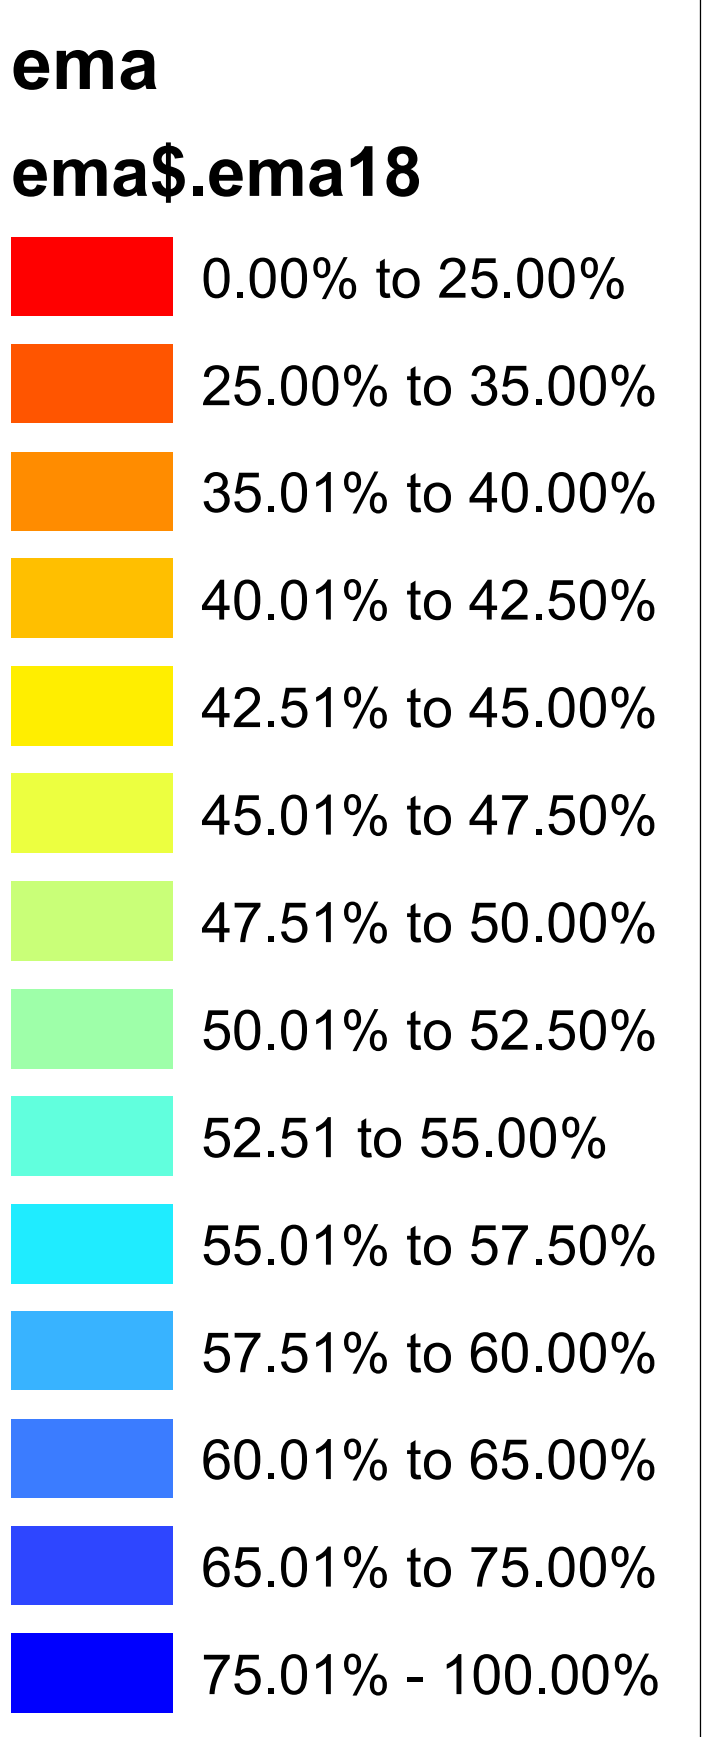 ema
ema$.ema18
0.00% to 25.00%
25.00% to 35.00%
35.01% to 40.00%
40.01% to 42.50%
42.51% to 45.00%
45.01% to 47.50%
47.51% to 50.00%
50.01% to 52.50%
52.51 to 55.00%
55.01% to 57.50%
57.51% to 60.00%
60.01% to 65.00%
65.01% to 75.00%
75.01% - 100.00%